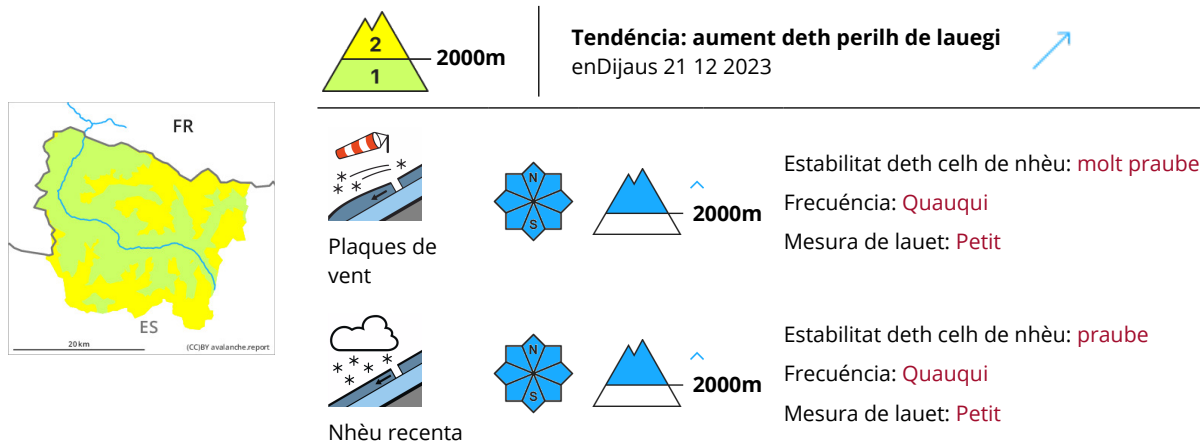 2
1
2000m
Tendéncia: aument deth perilh de lauegi
enDijaus 21 12 2023
FR
ES
20 km
(CC)BY avalanche.report
Plaques de
vent
N
S
2000m
Estabilitat deth celh de nhèu: molt praube
Frecuéncia: Quauqui
Mesura de lauet: Petit
Nhèu recenta
N
S
2000m
Estabilitat deth celh de nhèu: praube
Frecuéncia: Quauqui
Mesura de lauet: Petit